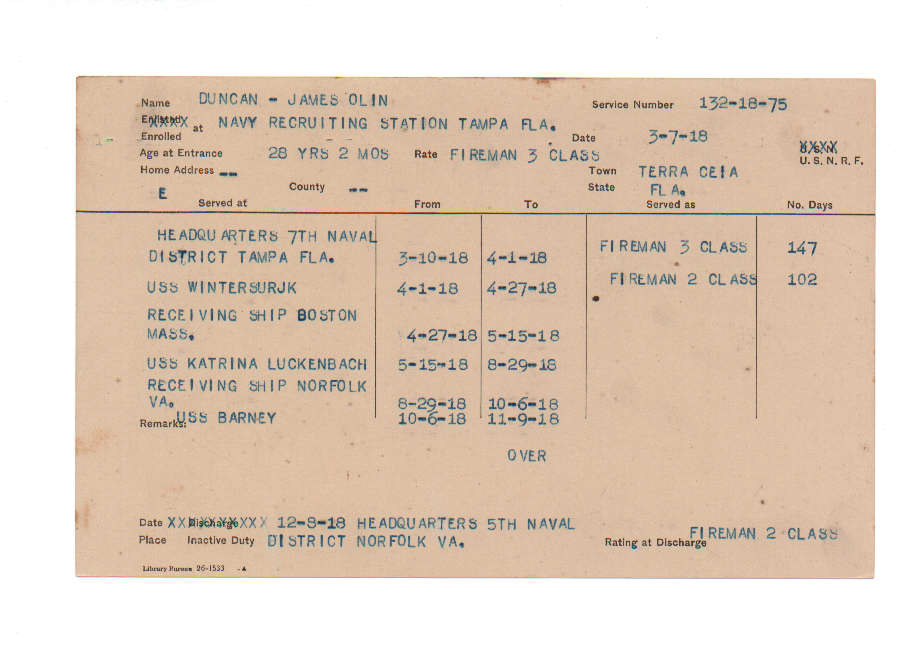 Name DUNCAN - JAMES OLIN Service Number 132-18-75
Enlisted XXXX at NAVY RECRUITING STATION TAMPA FLA.
Enrolled Date 3-7-18 U.S.N. XXXX
Age at Entrance 28 YRS 2 MOS Rate FIREMAN 3 CLASS U. S. N. R. F.
Home Address -- Town TERRA CEIA
E County -- State FLA.
Served at From To Served as No. Days
HEADQUARTERS 7TH NAVAL FIREMAN 3 CLASS 147
DISTRICT TAMPA FLA. 3-10-18 4-1-18
FIREMAN 2 CLASS 102
USS WINTERSURJK 4-1-18 4-27-18
RECEIVING SHIP BOSTON
MASS. 4-27-18 5-15-18
USS KATRINA LUCKENBACH 5-15-18 8-29-18
RECEIVING SHIP NORFOLK
VA. 8-29-18 10-6-18
Remarks: USS BARNEY 10-6-18 11-9-18
OVER
Date XXXXXXXXXX Discharge 12-8-18 HEADQUARTERS 5TH NAVAL
Place Inactive Duty DISTRICT NORFOLK VA. Rating at Discharge FIREMAN 2 CLASS
Library Bureau 26-1533 -A